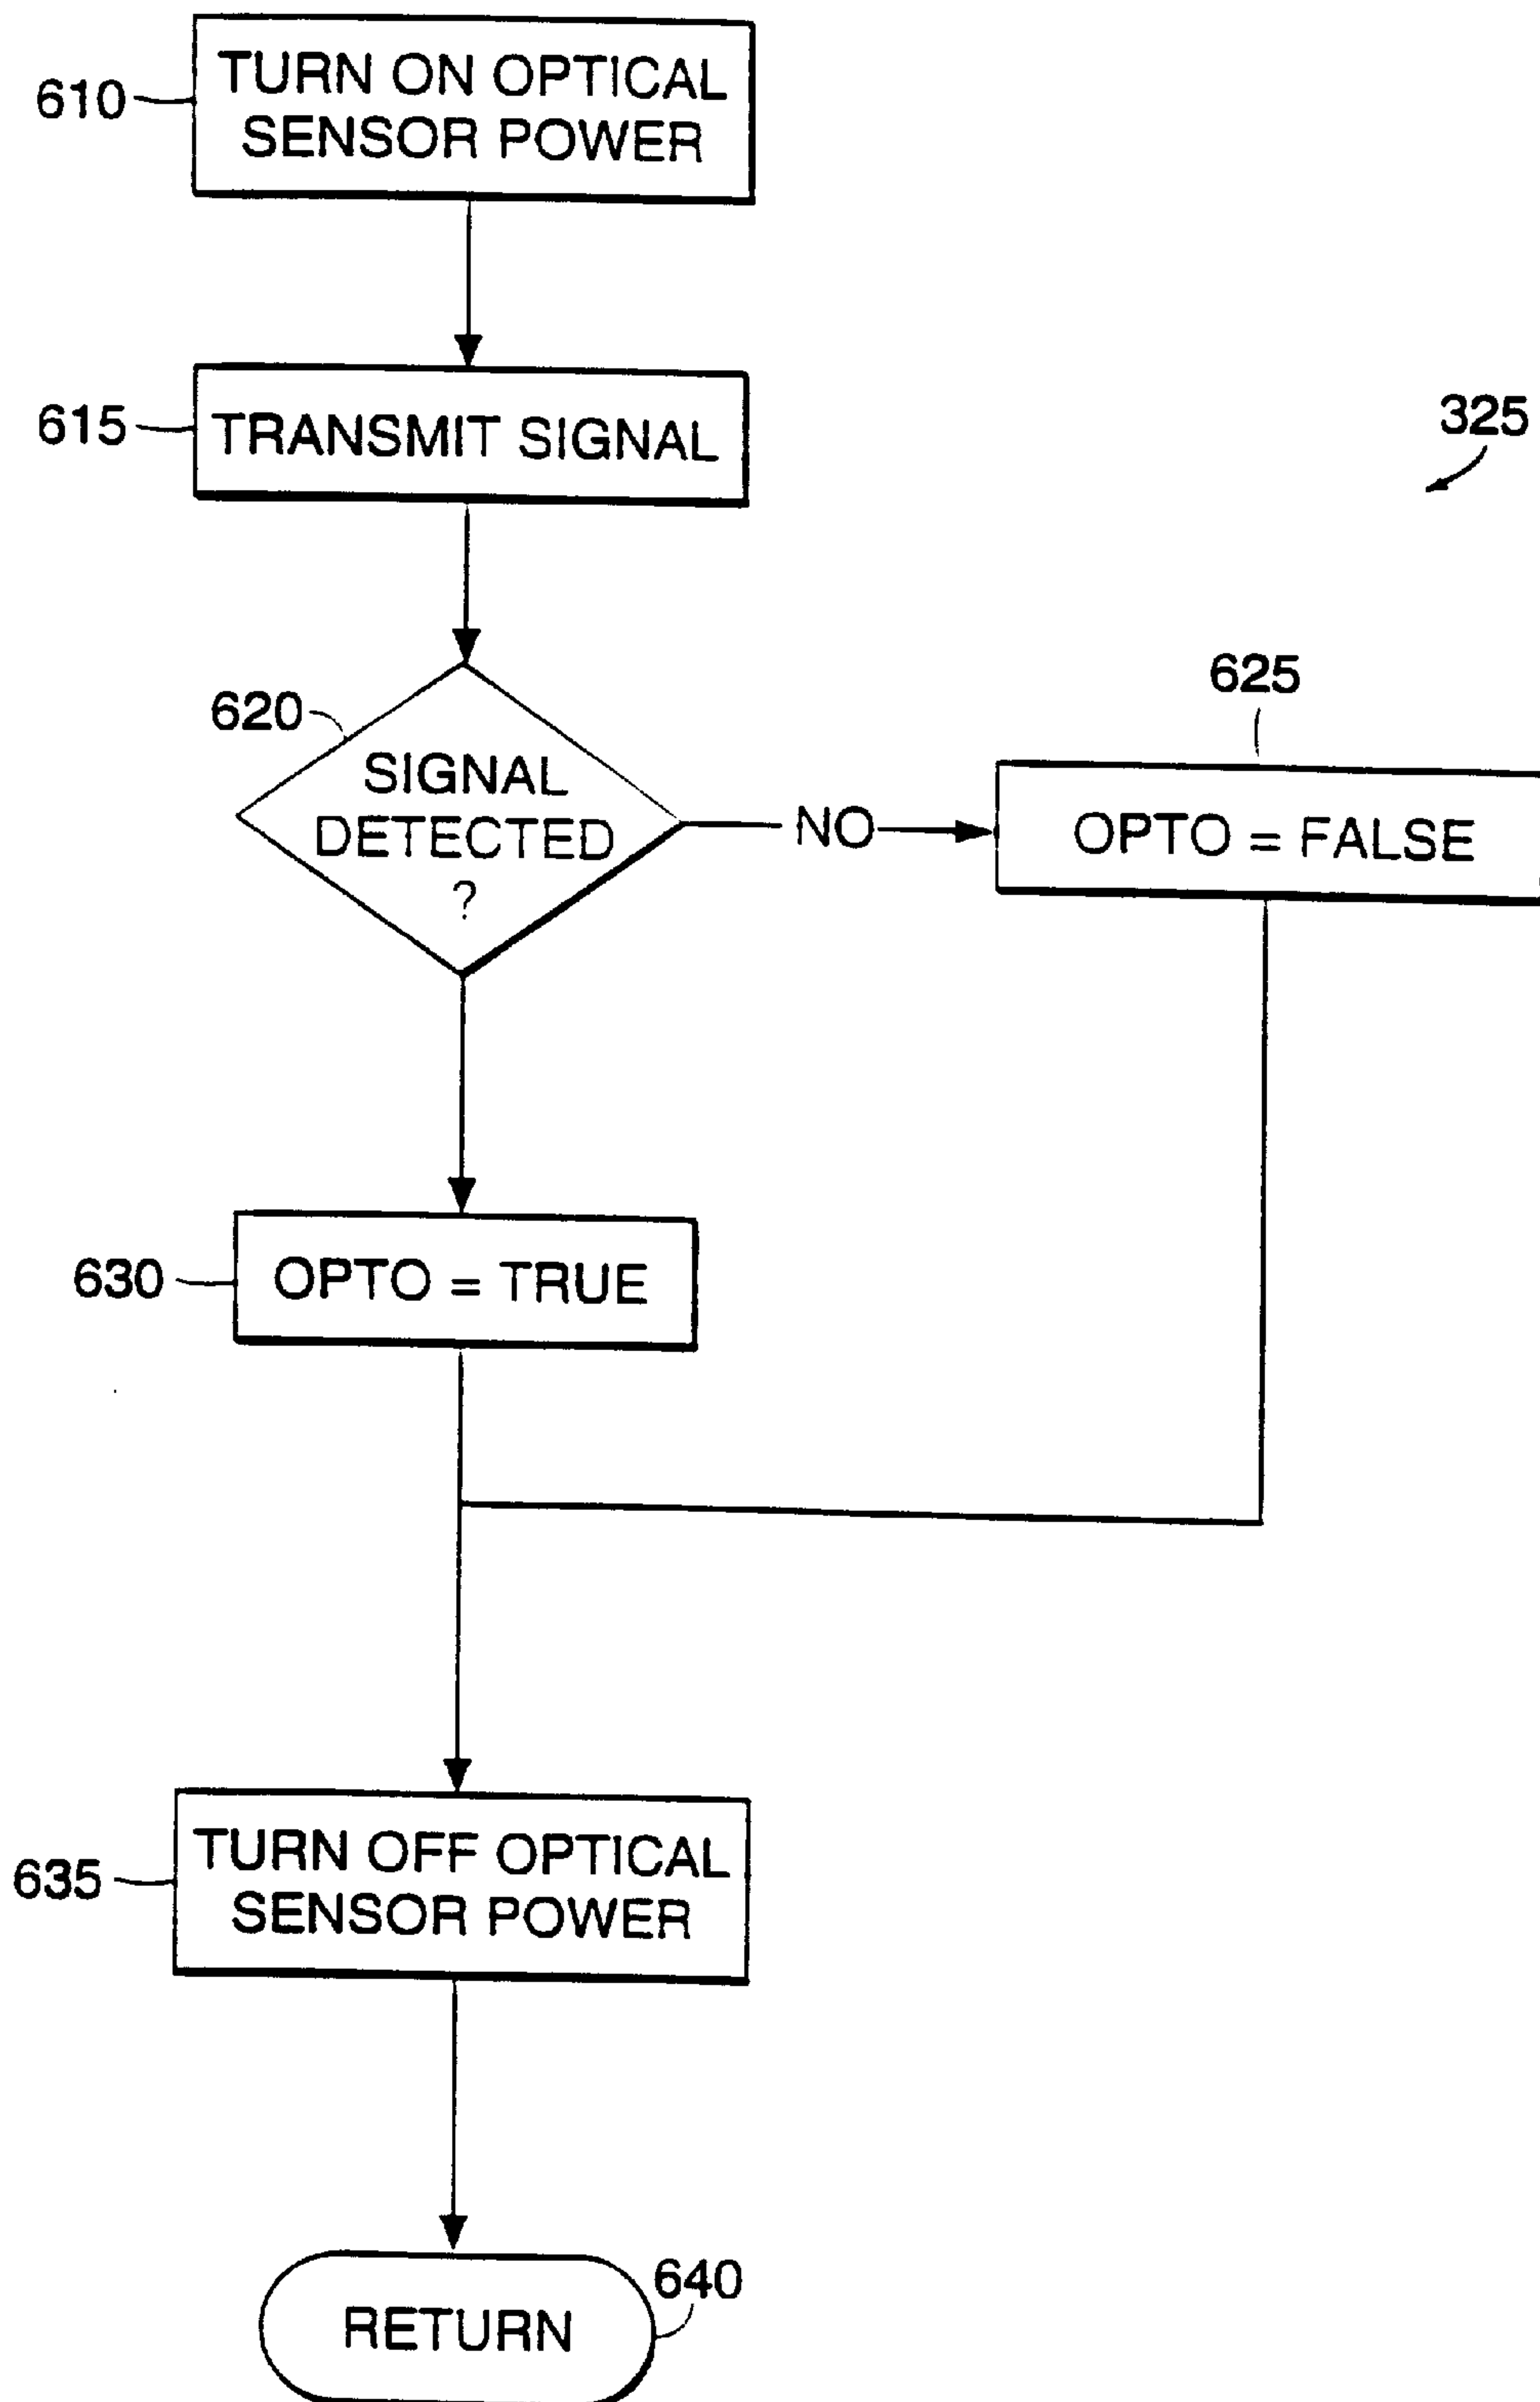 610
TURN ON OPTICAL
SENSOR POWER
615
TRANSMIT SIGNAL
325
620
SIGNAL
DETECTED
?
NO
625
OPTO = FALSE
630
OPTO = TRUE
635
TURN OFF OPTICAL
SENSOR POWER
640
RETURN